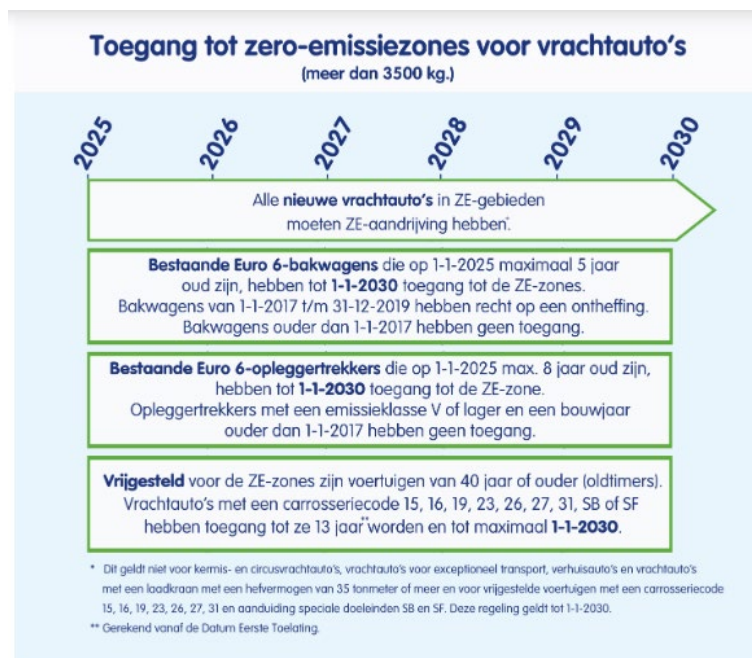 Toegang tot zero-emissiezones voor vrachtauto's
(meer dan 3500 kg.)
2025 2026 2027 2028 2029 2030
Alle nieuwe vrachtauto's in ZE-gebieden
moeten ZE-aandrijving hebben*.
Bestaande Euro 6-bakwagens die op 1-1-2025 maximaal 5 jaar
oud zijn, hebben tot 1-1-2030 toegang tot de ZE-zones.
Bakwagens van 1-1-2017 t/m 31-12-2019 hebben recht op een ontheffing.
Bakwagens ouder dan 1-1-2017 hebben geen toegang.
Bestaande Euro 6-opleggertrekkers die op 1-1-2025 max. 8 jaar oud zijn,
hebben tot 1-1-2030 toegang tot de ZE-zone.
Opleggertrekkers met een emissieklasse V of lager en een bouwjaar
ouder dan 1-1-2017 hebben geen toegang.
Vrijgesteld voor de ZE-zones zijn voertuigen van 40 jaar of ouder (oldtimers).
Vrachtauto's met een carrosseriecode 15, 16, 19, 23, 26, 27, 31, SB of SF
hebben toegang tot ze 13 jaar** worden en tot maximaal 1-1-2030.
* Dit geldt niet voor kermis- en circusvrachtauto's, vrachtauto's voor exceptioneel transport, verhuisauto's en vrachtauto's
met een laadkraan met een hefvermogen van 35 tonmeter of meer en voor vrijgestelde voertuigen met een carrosseriecode
15, 16, 19, 23, 26, 27, 31 en aanduiding speciale doeleinden SB en SF. Deze regeling geldt tot 1-1-2030.
** Gerekend vanaf de Datum Eerste Toelating.